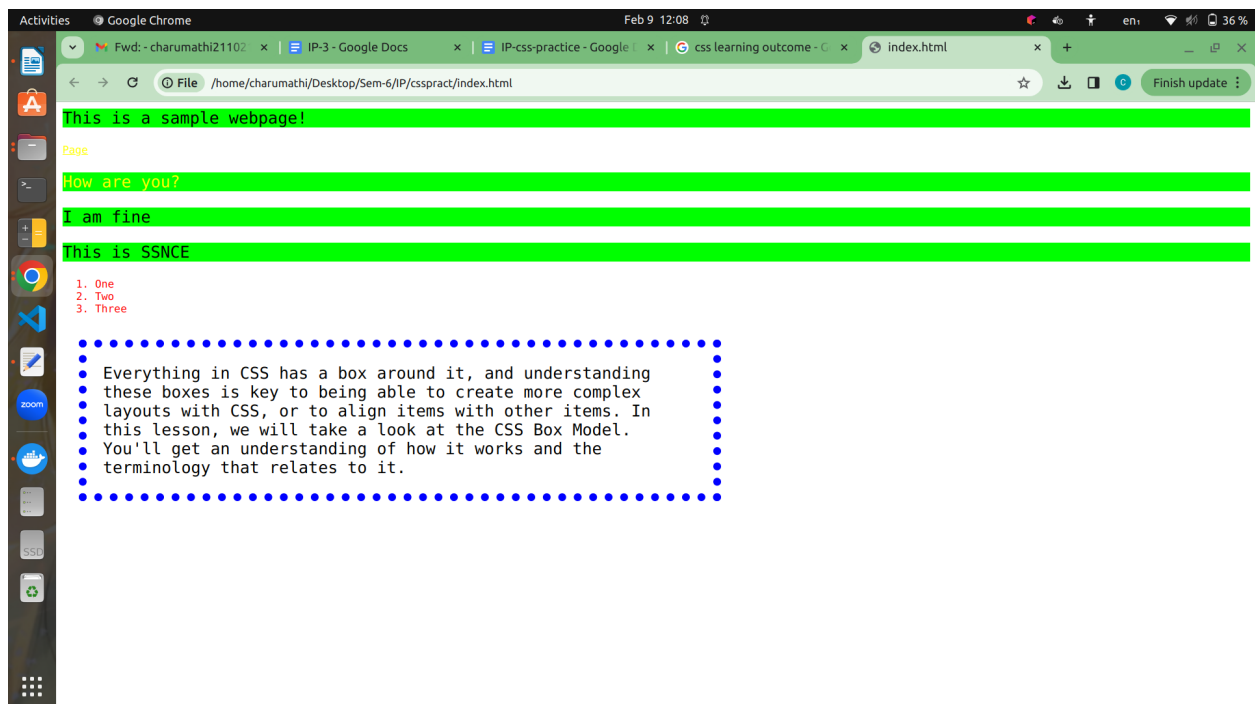 Activities Google Chrome Feb 9 12:08 en₁ 36 %
Fwd: - charumathi21102 IP-3 - Google Docs IP-css-practice - Google css learning outcome - G index.html
File /home/charumathi/Desktop/Sem-6/IP/csspract/index.html C Finish update
This is a sample webpage!
Page
How are you?
I am fine
This is SSNCE
1. One
2. Two
3. Three
Everything in CSS has a box around it, and understanding
these boxes is key to being able to create more complex
layouts with CSS, or to align items with other items. In
this lesson, we will take a look at the CSS Box Model.
You'll get an understanding of how it works and the
terminology that relates to it.
zoom
SSD